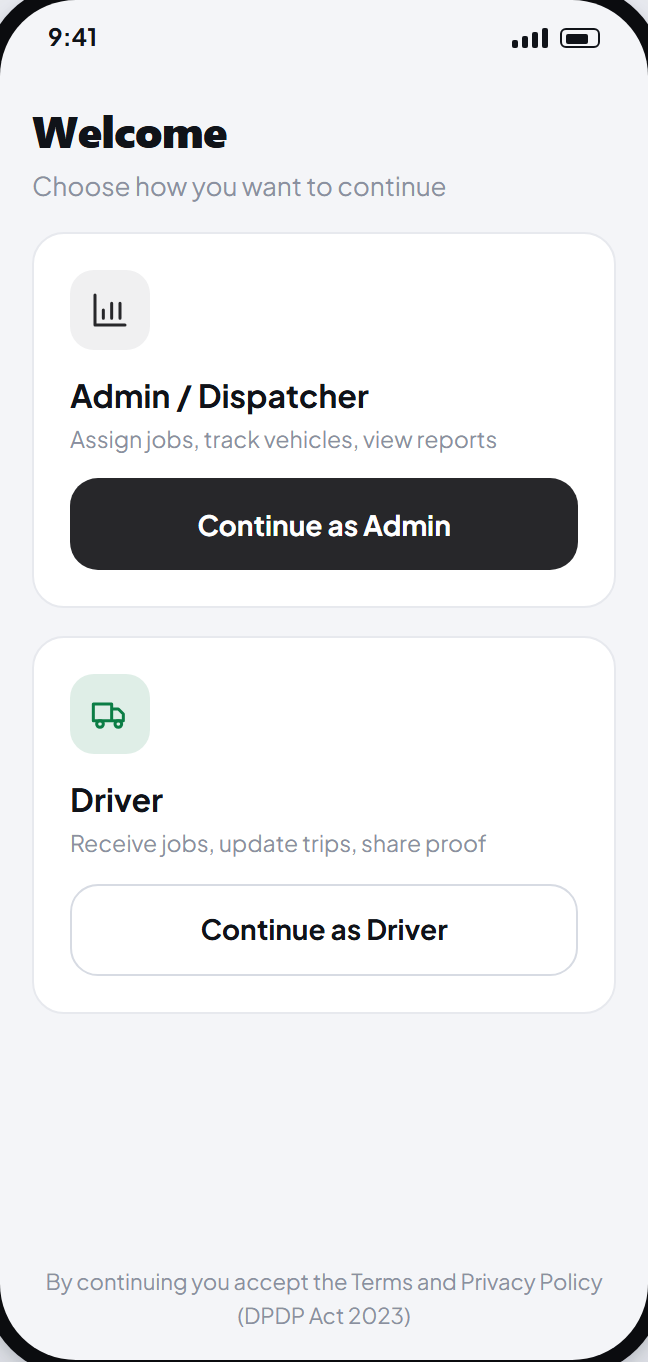 9:41
Welcome
Choose how you want to continue
Admin / Dispatcher
Assign jobs, track vehicles, view reports
Continue as Admin
Driver
Receive jobs, update trips, share proof
Continue as Driver
By continuing you accept the Terms and Privacy Policy
(DPDP Act 2023)